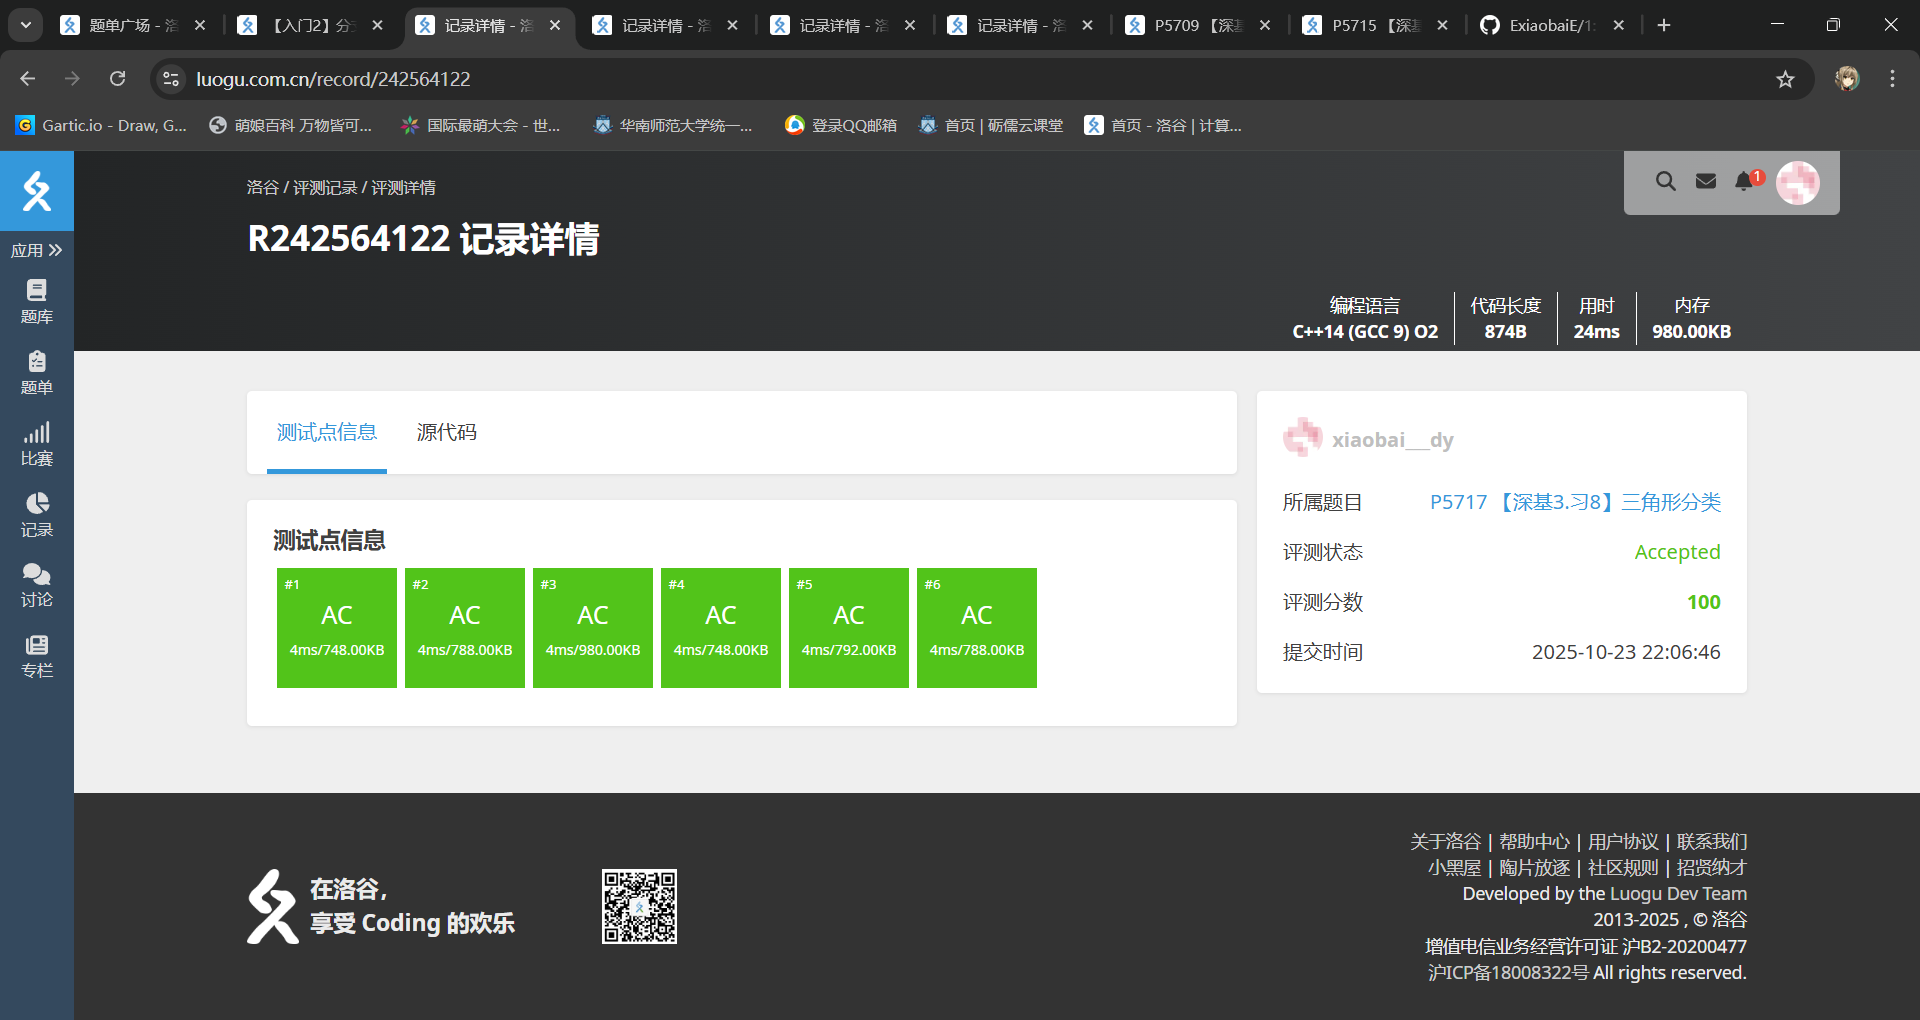 题单广场 - 洛
【入门2】分
记录详情 - 洛
记录详情 - 洛
记录详情 - 洛
记录详情 - 洛
P5709 【深基
P5715 【深基
ExiaobaiE/1:
luogu.com.cn/record/242564122
Gartic.io - Draw, G...
萌娘百科 万物皆可...
国际最萌大会 - 世...
华南师范大学统一...
登录QQ邮箱
首页 | 砺儒云课堂
首页 - 洛谷 | 计算...
洛谷 / 评测记录 / 评测详情
1
R242564122 记录详情
编程语言
C++14 (GCC 9) O2
代码长度
874B
用时
24ms
内存
980.00KB
应用
题库
题单
比赛
记录
讨论
专栏
测试点信息
源代码
测试点信息
#1
AC
4ms/748.00KB
#2
AC
4ms/788.00KB
#3
AC
4ms/980.00KB
#4
AC
4ms/748.00KB
#5
AC
4ms/792.00KB
#6
AC
4ms/788.00KB
xiaobai___dy
所属题目 P5717 【深基3.习8】三角形分类
评测状态 Accepted
评测分数 100
提交时间 2025-10-23 22:06:46
在洛谷,
享受 Coding 的欢乐
关于洛谷 | 帮助中心 | 用户协议 | 联系我们
小黑屋 | 陶片放逐 | 社区规则 | 招贤纳才
Developed by the Luogu Dev Team
2013-2025 , © 洛谷
增值电信业务经营许可证 沪B2-20200477
沪ICP备18008322号 All rights reserved.